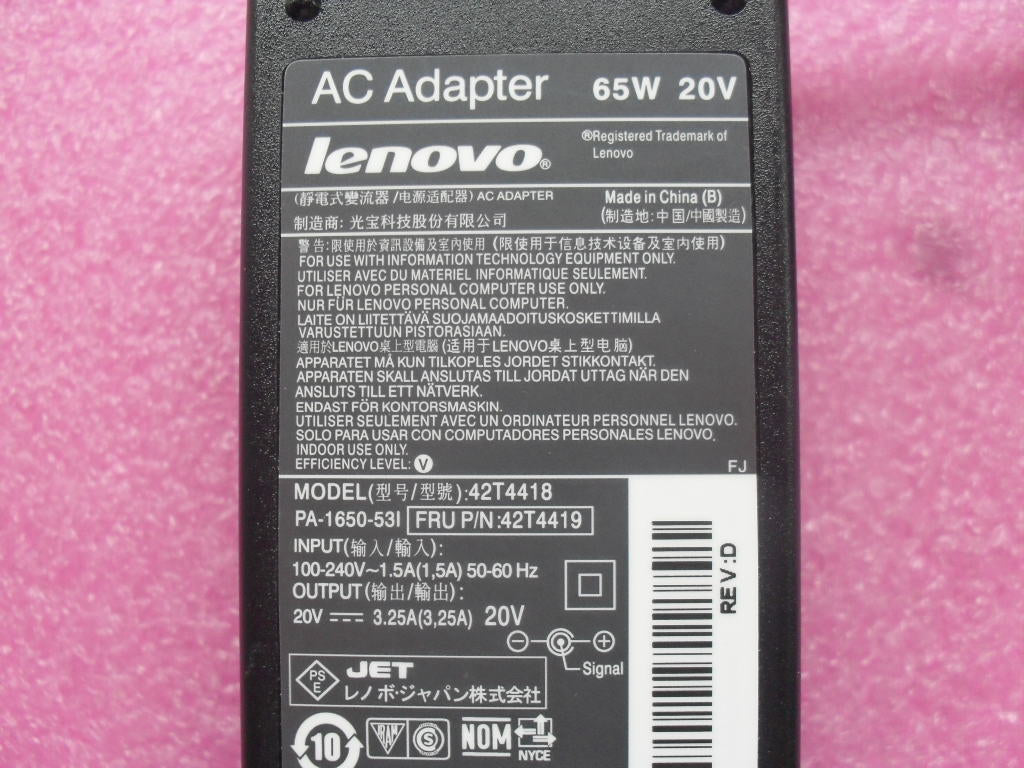 AC Adapter 65W 20V
lenovo® ®Registered Trademark of
Lenovo
(靜電式變流器/电源适配器) AC ADAPTER Made in China (B)
制造商: 光宝科技股份有限公司 (制造地: 中国/中國製造)
警告:限使用於資訊設備及室內使用 (限使用于信息技术设备及室内使用)
FOR USE WITH INFORMATION TECHNOLOGY EQUIPMENT ONLY.
UTILISER AVEC DU MATERIEL INFORMATIQUE SEULEMENT.
FOR LENOVO PERSONAL COMPUTER USE ONLY.
NUR FÜR LENOVO PERSONAL COMPUTER.
LAITE ON LIITETTÄVÄ SUOJAMAADOITUSKOSKETTIMILLA
VARUSTETTUUN PISTORASIAAN.
適用於LENOVO桌上型電腦 (适用于LENOVO桌上型电脑)
APPARATET MÅ KUN TILKOPLES JORDET STIKKONTAKT.
APPARATEN SKALL ANSLUTAS TILL JORDAT UTTAG NÄR DEN
ANSLUTS TILL ETT NÄTVERK.
ENDAST FÖR KONTORSMASKIN.
UTILISER SEULEMENT AVEC UN ORDINATEUR PERSONNEL LENOVO.
SOLO PARA USAR CON COMPUTADORES PERSONALES LENOVO.
INDOOR USE ONLY.
EFFICIENCY LEVEL: V FJ
MODEL(型号/型號):42T4418
PA-1650-53I FRU P/N:42T4419
INPUT(输入/輸入):
100-240V~1.5A(1,5A) 50-60 Hz
OUTPUT(输出/輸出):
20V ⎓ 3.25A(3,25A) 20V
Signal
REV:D
PS E JET
レノボ・ジャパン株式会社
10 IRAM S NOM NYCE